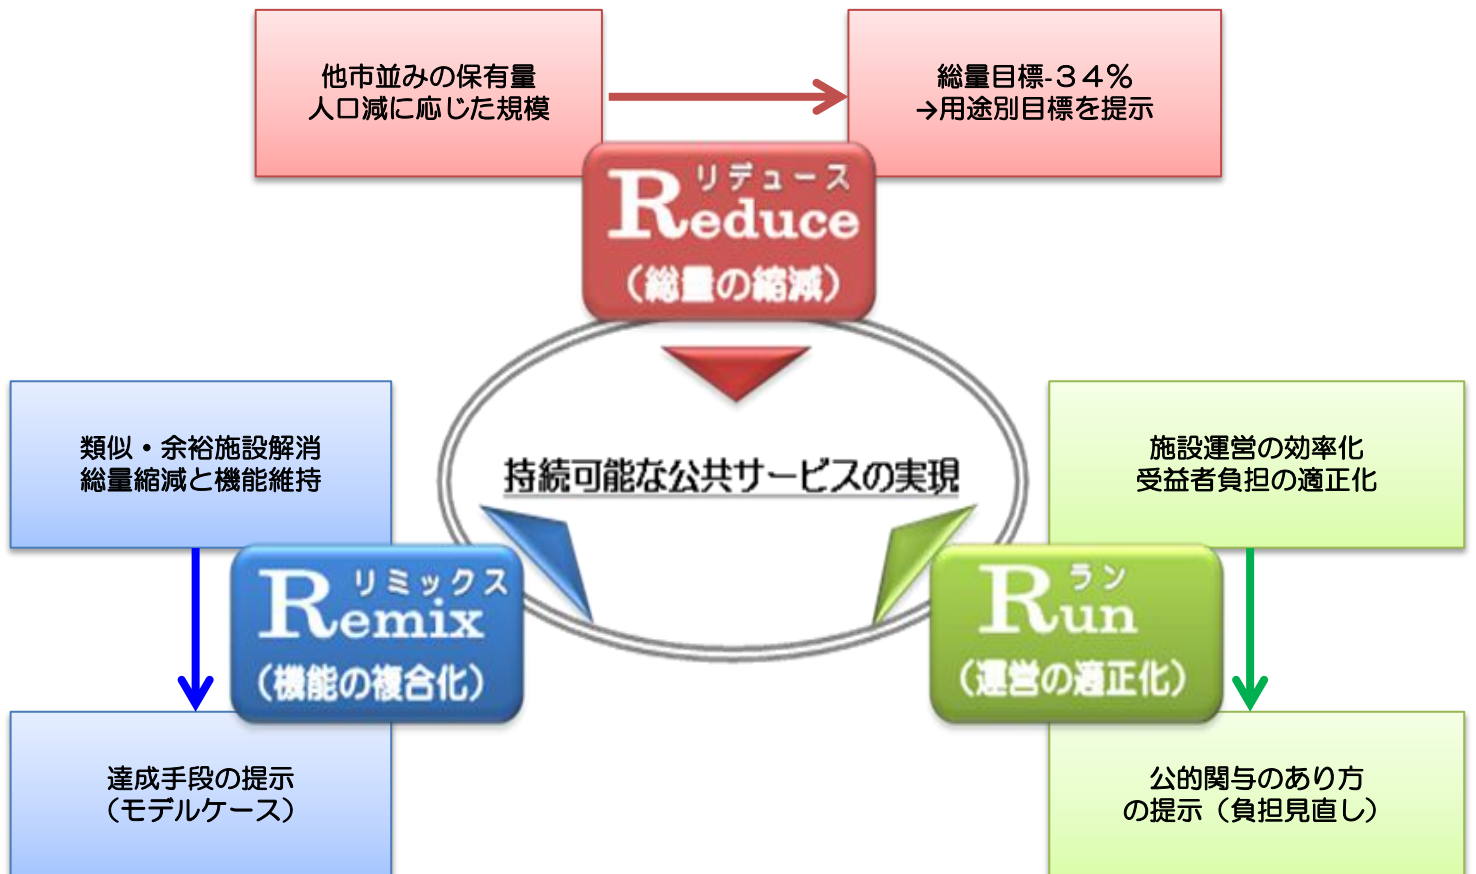 他市並みの保有量
人口減に応じた規模
総量目標-３４％
→用途別目標を提示
リデュース
Reduce
（総量の縮減）
類似・余裕施設解消
総量縮減と機能維持
持続可能な公共サービスの実現
施設運営の効率化
受益者負担の適正化
リミックス
Remix
（機能の複合化）
ラン
Run
（運営の適正化）
達成手段の提示
（モデルケース）
公的関与のあり方
の提示（負担見直し）